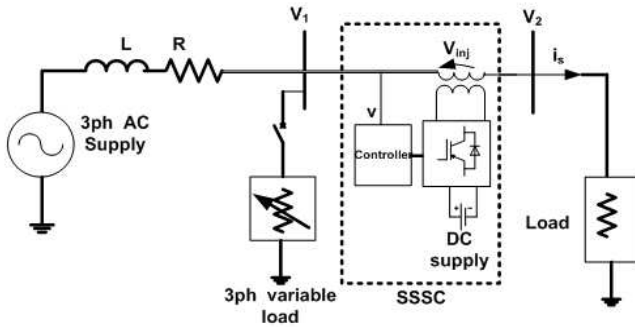 V1
V2
L
R
Vinj
is
3ph AC
Supply
v
Controller
+
-
DC
supply
Load
3ph variable
load
SSSC